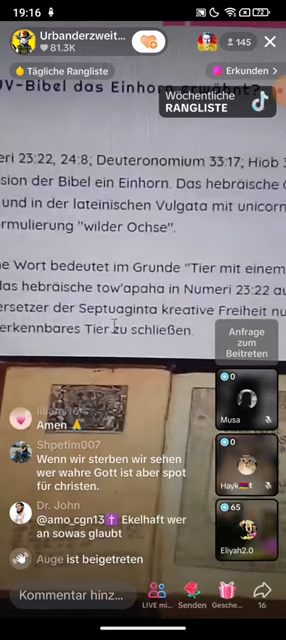 19:16
72
Urbanderzweit...
81.3K
145
Tägliche Rangliste
Erkunden >
V-Bibel das Einhorn erwähnt?
Wöchentliche
RANGLISTE
eri 23:22, 24:8; Deuteronomium 33:17; Hiob 3
sion der Bibel ein Einhorn. Das hebräische
und in der lateinischen Vulgata mit unicorn
rmulierung "wilder Ochse".
e Wort bedeutet im Grunde "Tier mit einem
das hebräische tow'apaha in Numeri 23:22 au
ersetzer der Septuaginta kreative Freiheit nu
erkennbares Tier zu schließen.
Anfrage
zum
Beitreten
0
Musa
Amen 🙏
Shpetim007
Wenn wir sterben wir sehen
wer wahre Gott ist aber spot
für christen.
0
Hayk
Dr. John
@amo_cgn13✝️ Ekelhaft wer
an sowas glaubt
65
Eliyah2.0
Auge ist beigetreten
Kommentar hinz...
LIVE mi...
Senden
Gesche...
16